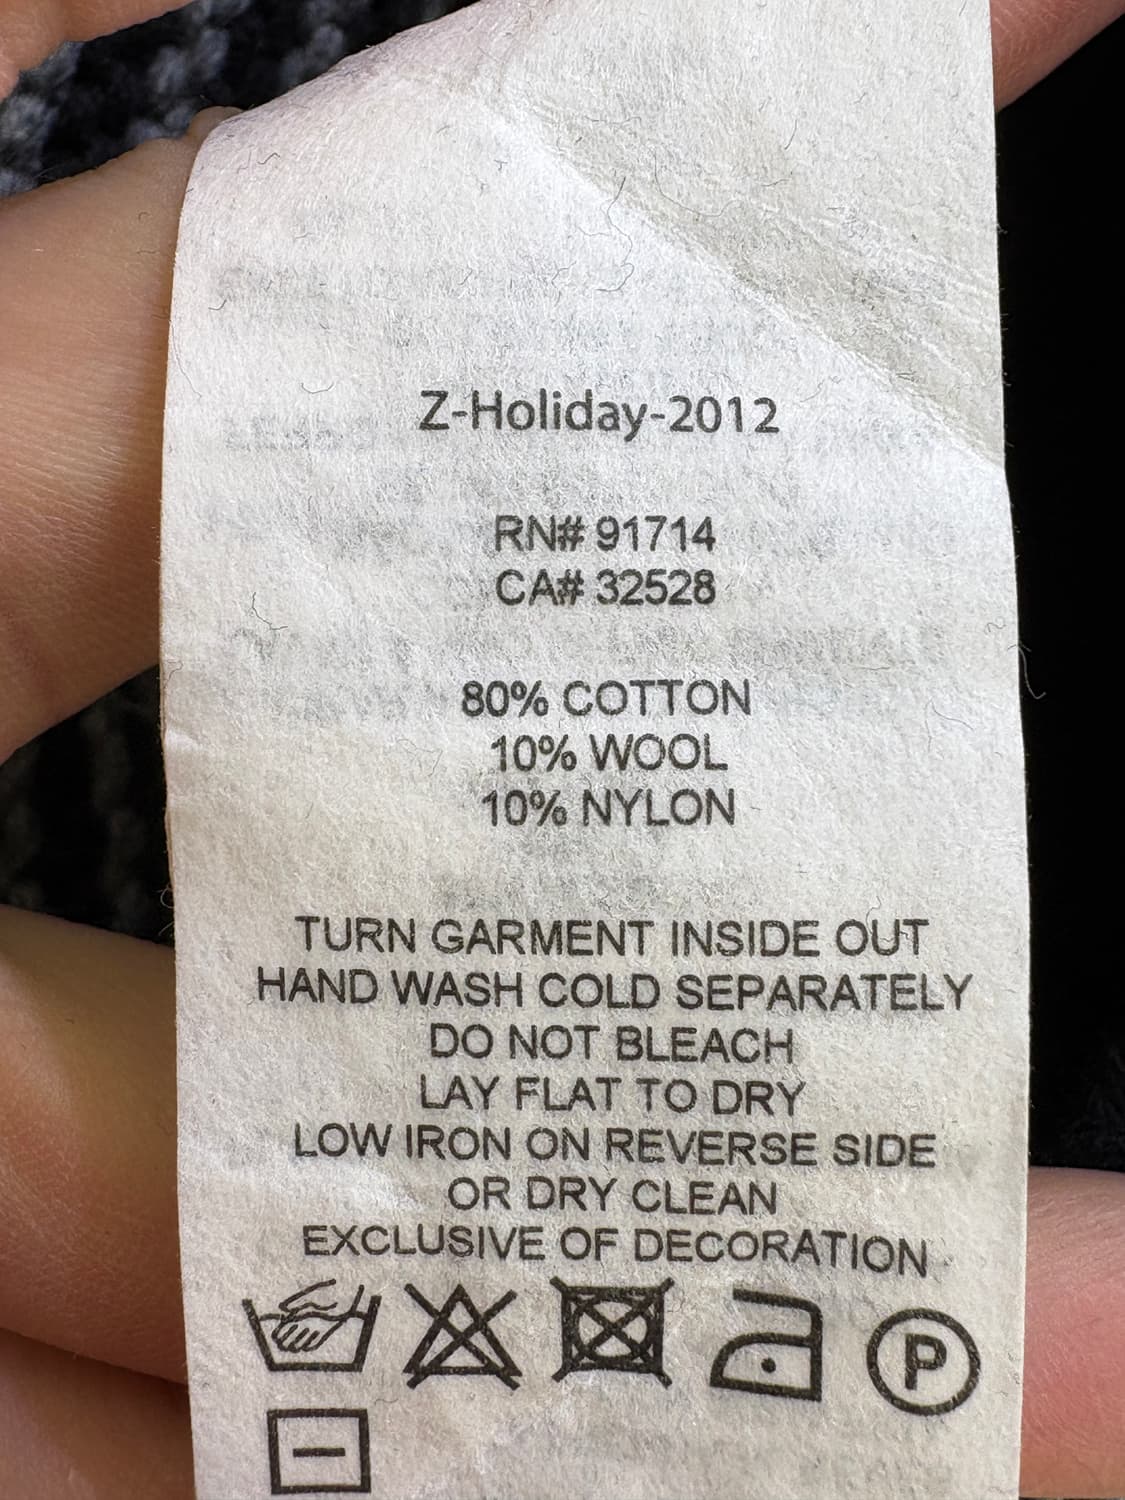 Z-Holiday-2012
RN# 91714
CA# 32528
80% COTTON
10% WOOL
10% NYLON
TURN GARMENT INSIDE OUT
HAND WASH COLD SEPARATELY
DO NOT BLEACH
LAY FLAT TO DRY
LOW IRON ON REVERSE SIDE
OR DRY CLEAN
EXCLUSIVE OF DECORATION
P